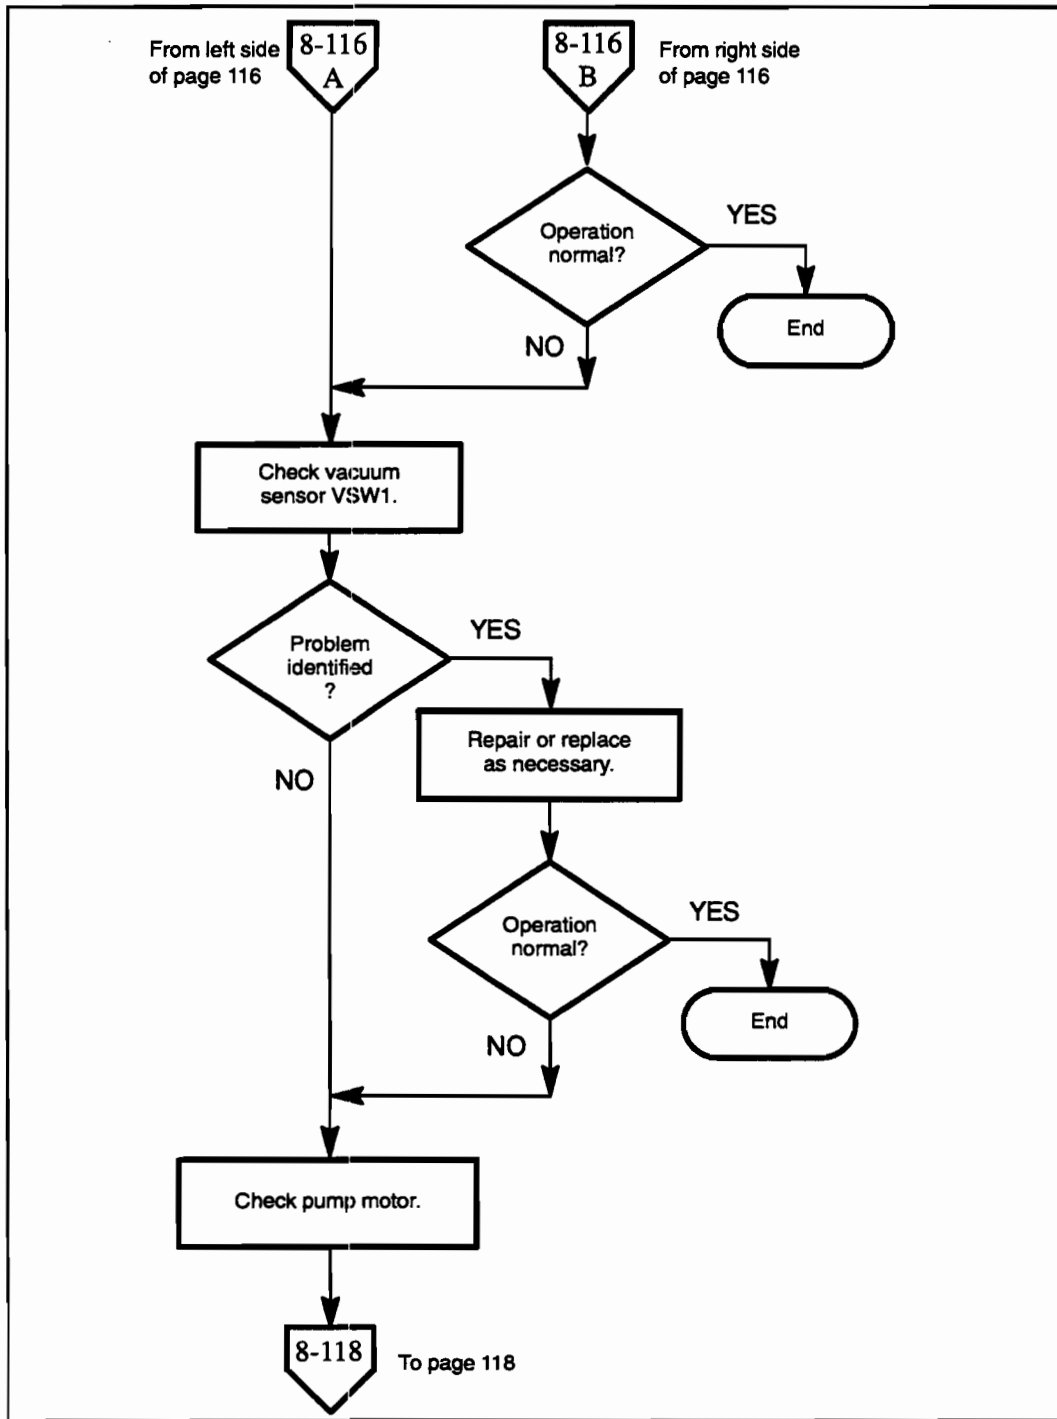 From left side
of page 116
8-116
A
8-116
B
From right side
of page 116
Operation
normal?
YES
End
NO
Check vacuum
sensor VSW1.
Problem
identified
?
YES
Repair or replace
as necessary.
NO
Operation
normal?
YES
End
NO
Check pump motor.
8-118
To page 118